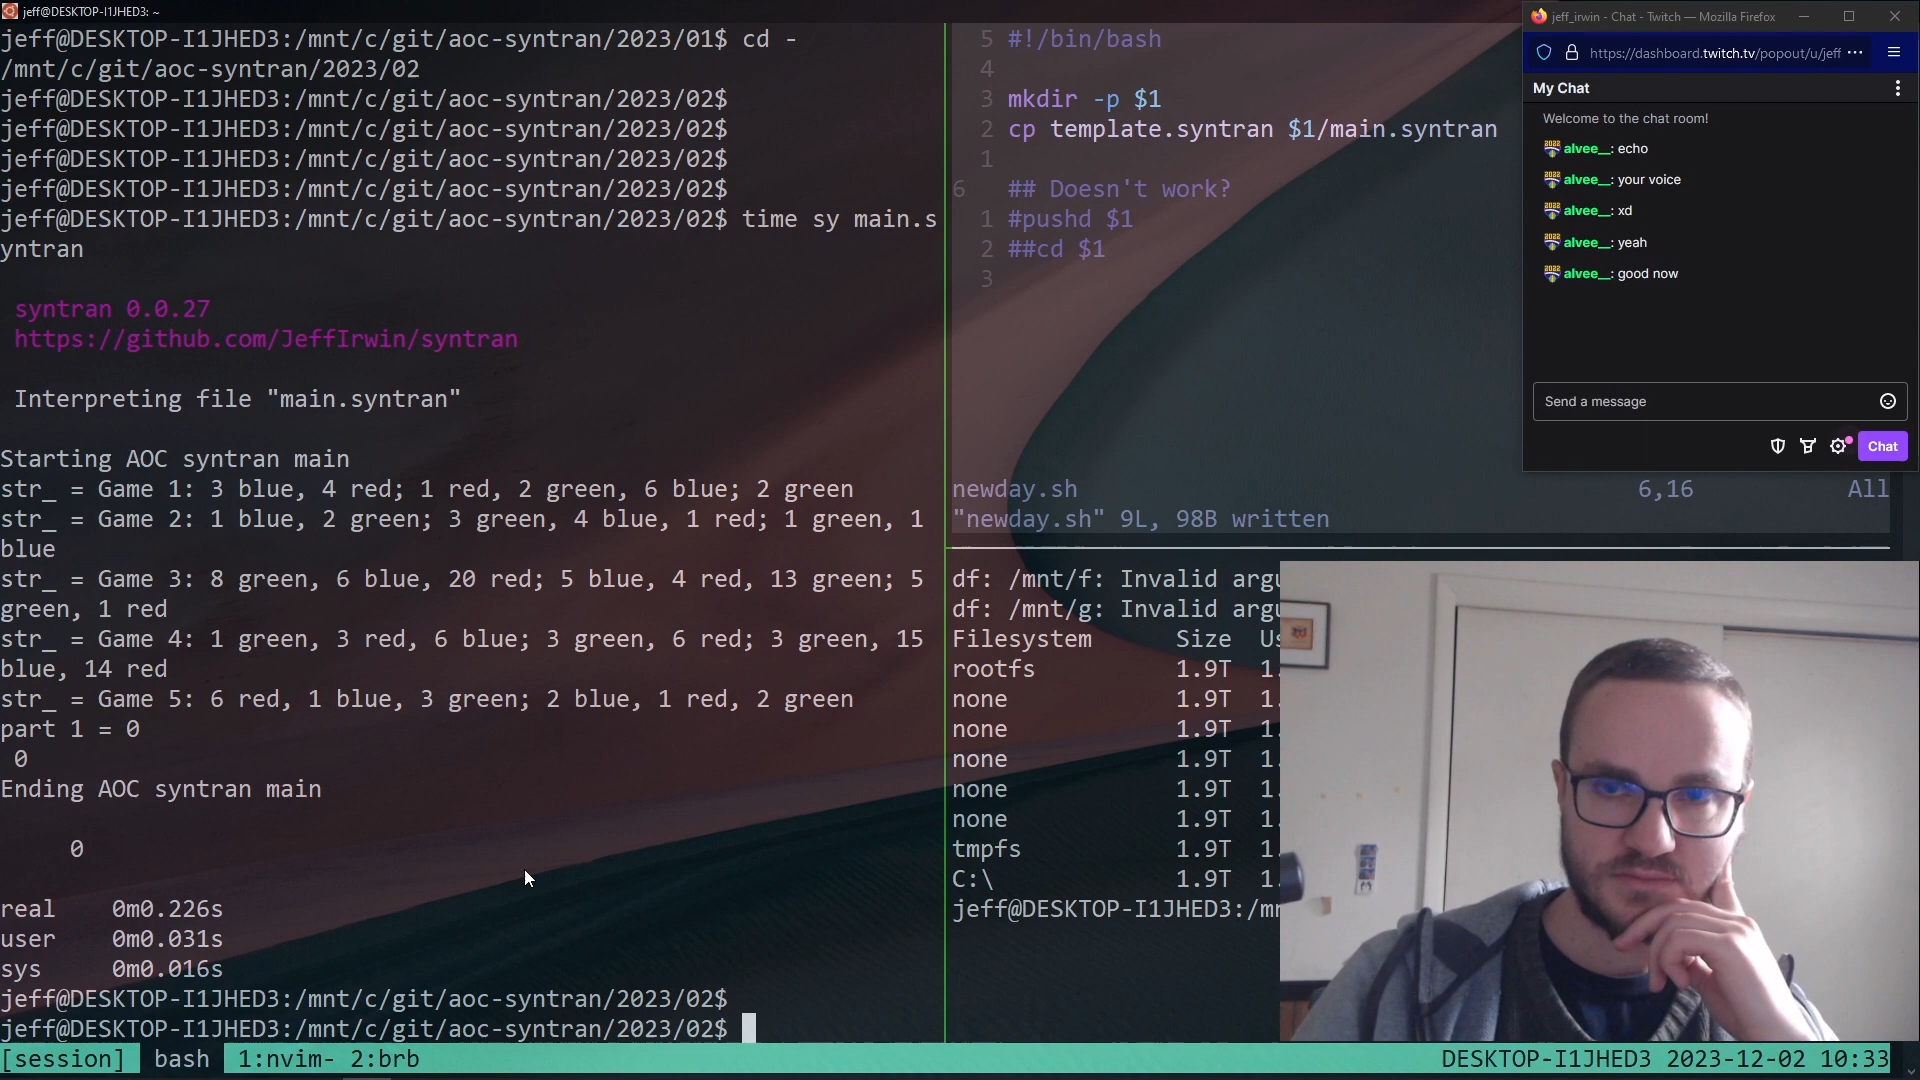 jeff@DESKTOP-I1JHED3: ~
jeff@DESKTOP-I1JHED3:/mnt/c/git/aoc-syntran/2023/01$ cd -
/mnt/c/git/aoc-syntran/2023/02
jeff@DESKTOP-I1JHED3:/mnt/c/git/aoc-syntran/2023/02$
jeff@DESKTOP-I1JHED3:/mnt/c/git/aoc-syntran/2023/02$
jeff@DESKTOP-I1JHED3:/mnt/c/git/aoc-syntran/2023/02$
jeff@DESKTOP-I1JHED3:/mnt/c/git/aoc-syntran/2023/02$
jeff@DESKTOP-I1JHED3:/mnt/c/git/aoc-syntran/2023/02$ time sy main.s
yntran
syntran 0.0.27
https://github.com/JeffIrwin/syntran
Interpreting file "main.syntran"
Starting AOC syntran main
str_ = Game 1: 3 blue, 4 red; 1 red, 2 green, 6 blue; 2 green
str_ = Game 2: 1 blue, 2 green; 3 green, 4 blue, 1 red; 1 green, 1
blue
str_ = Game 3: 8 green, 6 blue, 20 red; 5 blue, 4 red, 13 green; 5
green, 1 red
str_ = Game 4: 1 green, 3 red, 6 blue; 3 green, 6 red; 3 green, 15
blue, 14 red
str_ = Game 5: 6 red, 1 blue, 3 green; 2 blue, 1 red, 2 green
part 1 = 0
0
Ending AOC syntran main
0
real 0m0.226s
user 0m0.031s
sys 0m0.016s
jeff@DESKTOP-I1JHED3:/mnt/c/git/aoc-syntran/2023/02$
jeff@DESKTOP-I1JHED3:/mnt/c/git/aoc-syntran/2023/02$
5 #!/bin/bash
4
3 mkdir -p $1
2 cp template.syntran $1/main.syntran
1
6 ## Doesn't work?
1 #pushd $1
2 ##cd $1
3
newday.sh 6,16 All
"newday.sh" 9L, 98B written
df: /mnt/f: Invalid argu
df: /mnt/g: Invalid argu
Filesystem Size Us
rootfs 1.9T 1.
none 1.9T 1.
none 1.9T 1.
none 1.9T 1.
none 1.9T 1.
none 1.9T 1.
tmpfs 1.9T 1.
C:\ 1.9T 1.
jeff@DESKTOP-I1JHED3:/mn
jeff_irwin - Chat - Twitch — Mozilla Firefox
https://dashboard.twitch.tv/popout/u/jeff
My Chat
Welcome to the chat room!
alvee__: echo
alvee__: your voice
alvee__: xd
alvee__: yeah
alvee__: good now
Send a message
Chat
[session] bash 1:nvim- 2:brb DESKTOP-I1JHED3 2023-12-02 10:33